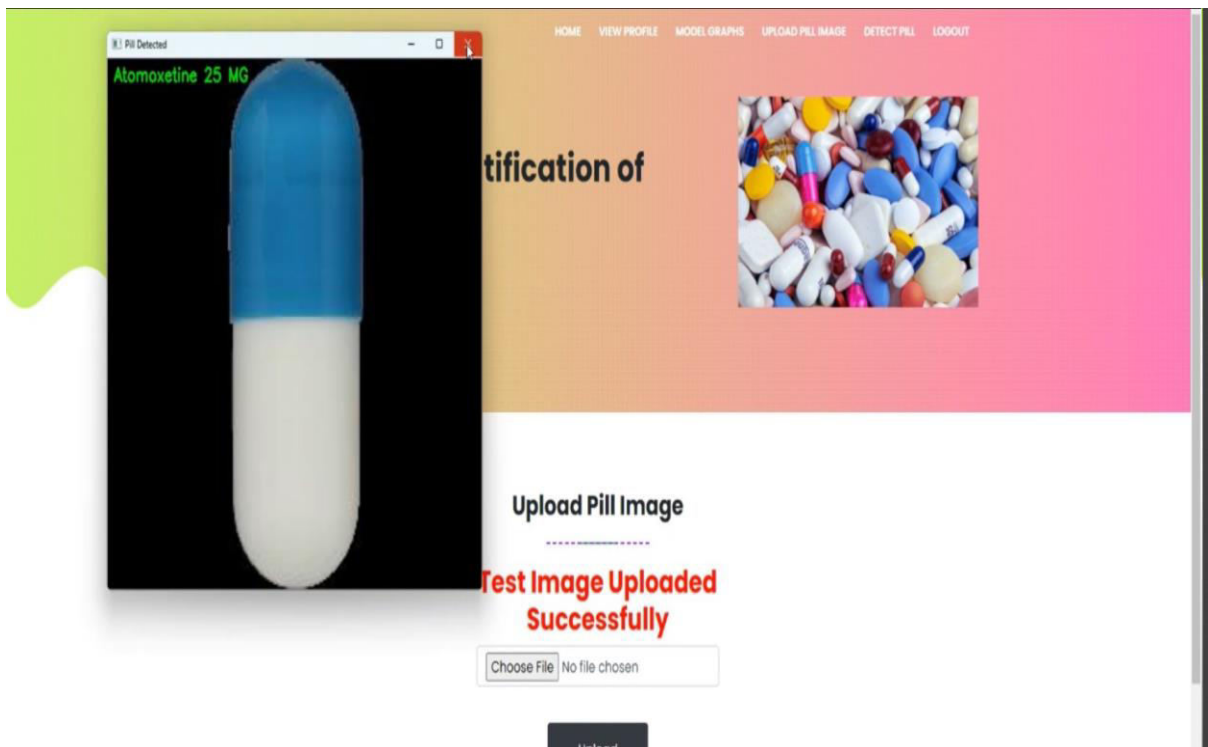 Pill Detected
Atomoxetine 25 MG
HOME VIEW PROFILE MODEL GRAPHS UPLOAD PILL IMAGE DETECT PILL LOGOUT
tification of
Upload Pill Image
Test Image Uploaded
Successfully
Choose File No file chosen
Upload